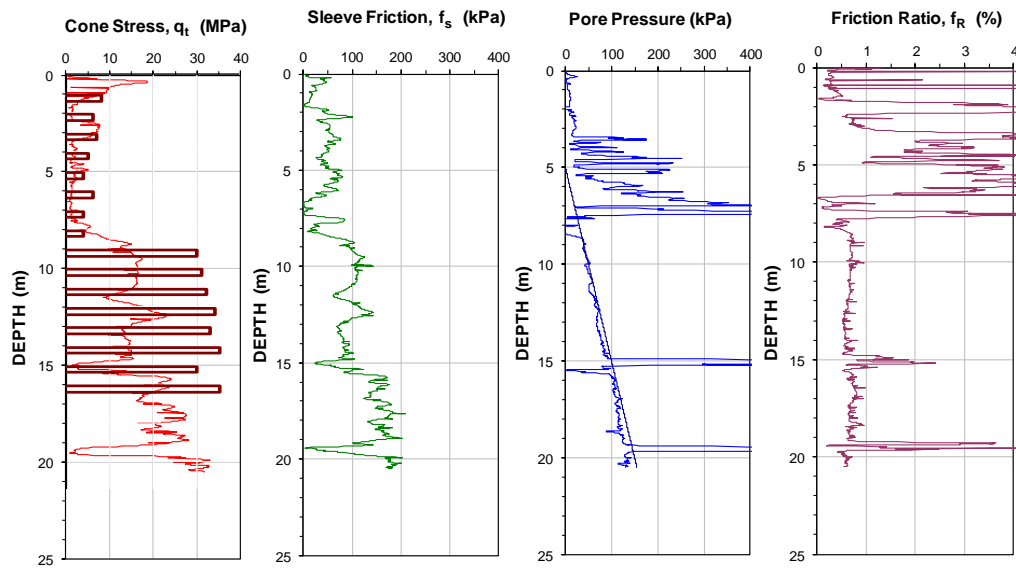 Cone Stress, qt (MPa)
0 10 20 30 40
0
5
10
15
20
25
DEPTH (m)
Sleeve Friction, fs (kPa)
0 100 200 300 400
0
5
10
15
20
25
DEPTH (m)
Pore Pressure (kPa)
0 100 200 300 400
0
5
10
15
20
25
DEPTH (m)
Friction Ratio, fR (%)
0 1 2 3 4
0
5
10
15
20
25
DEPTH (m)